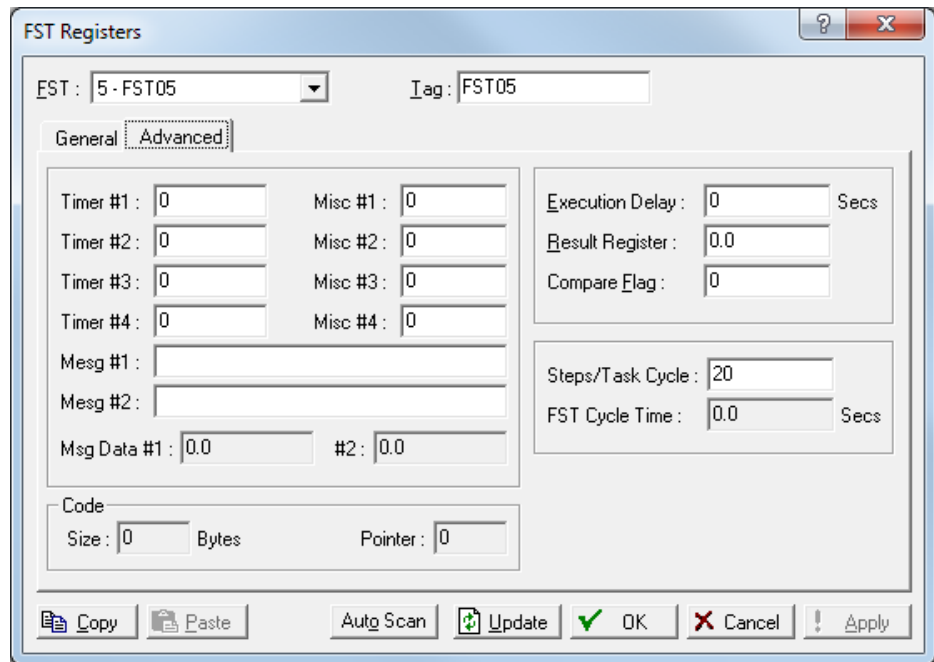 FST Registers
FST : 5 - FST05 Tag : FST05
General Advanced
Timer #1 : 0 Misc #1 : 0
Timer #2 : 0 Misc #2 : 0
Timer #3 : 0 Misc #3 : 0
Timer #4 : 0 Misc #4 : 0
Mesg #1 :
Mesg #2 :
Msg Data #1 : 0.0 #2 : 0.0
Code
Size : 0 Bytes Pointer : 0
Execution Delay : 0 Secs
Result Register : 0.0
Compare Flag : 0
Steps/Task Cycle : 20
FST Cycle Time : 0.0 Secs
Copy Paste Auto Scan Update OK Cancel ! Apply